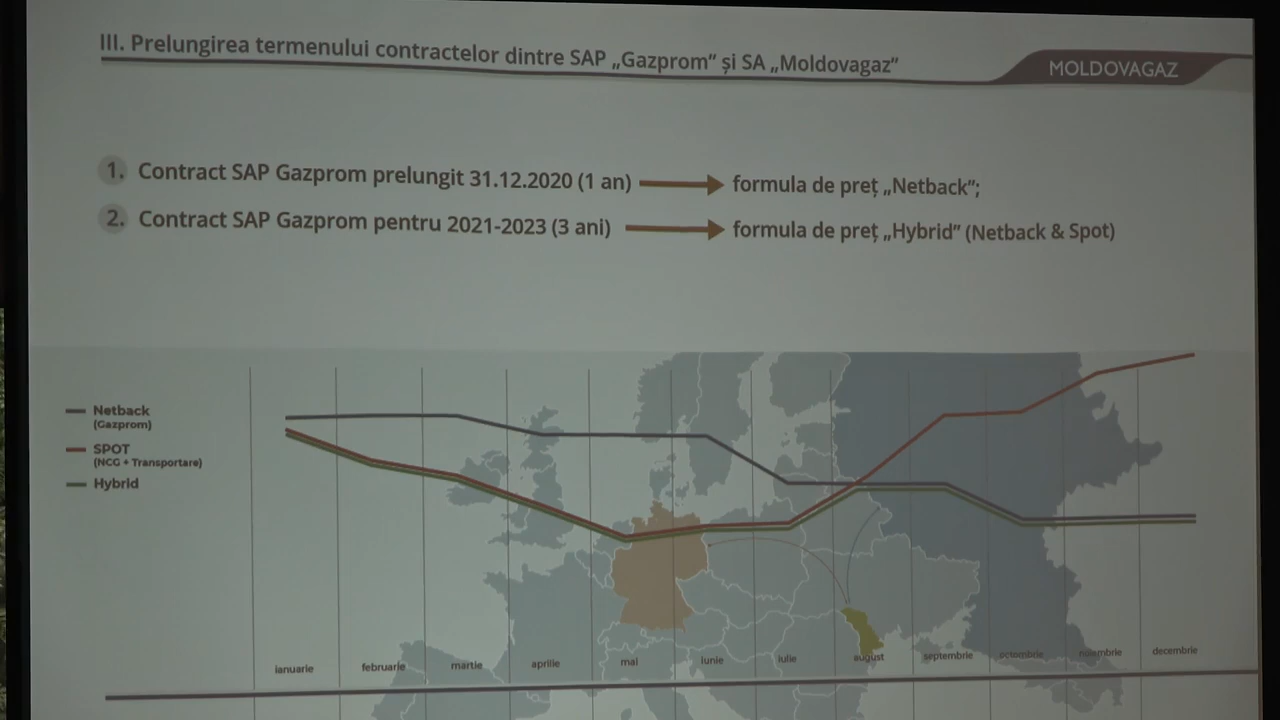 III. Prelungirea termenului contractelor dintre SAP „Gazprom” și SA „Moldovagaz”
MOLDOVAGAZ
1. Contract SAP Gazprom prelungit 31.12.2020 (1 an) formula de preț „Netback”;
2. Contract SAP Gazprom pentru 2021-2023 (3 ani) formula de preț „Hybrid” (Netback & Spot)
Netback
(Gazprom)
SPOT
(NCG + Transportare)
Hybrid
ianuarie februarie martie aprilie mai iunie iulie august septembrie octombrie noiembrie decembrie